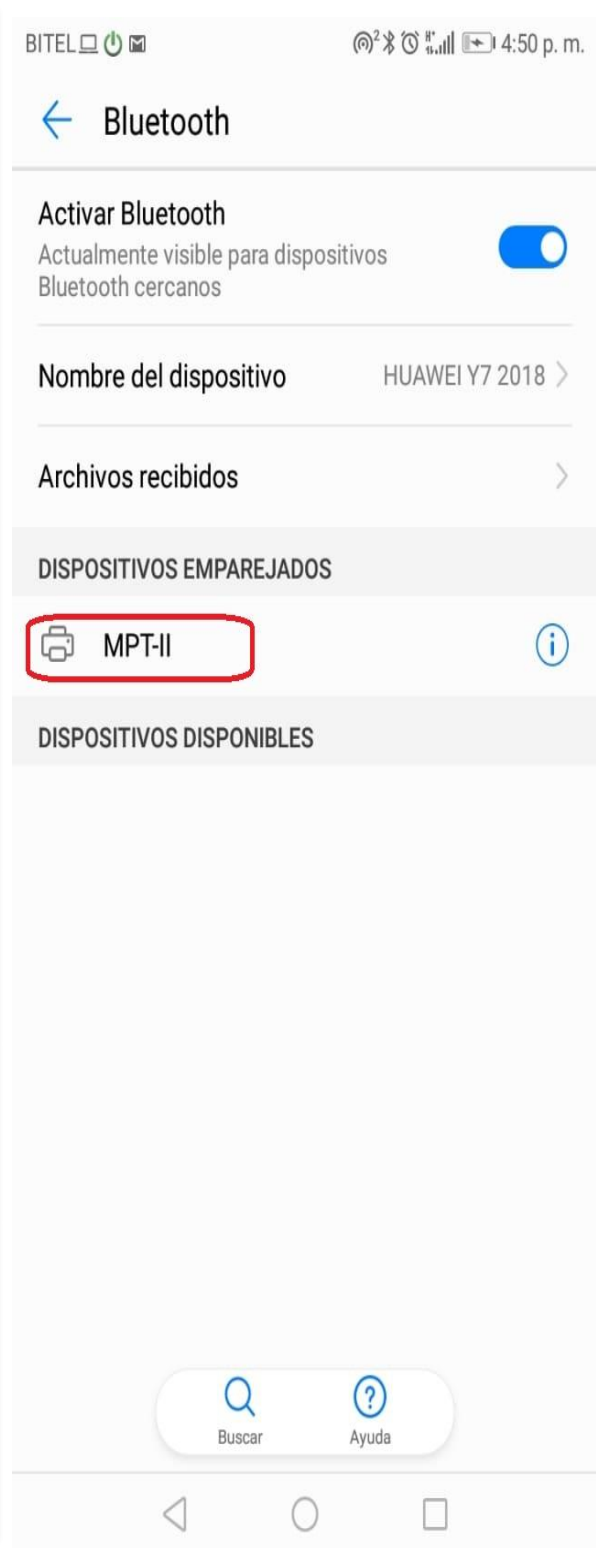 BITEL 2 H+ 4:50 p. m.
Bluetooth
Activar Bluetooth
Actualmente visible para dispositivos
Bluetooth cercanos
Nombre del dispositivo HUAWEI Y7 2018
Archivos recibidos
DISPOSITIVOS EMPAREJADOS
MPT-II
DISPOSITIVOS DISPONIBLES
Buscar Ayuda